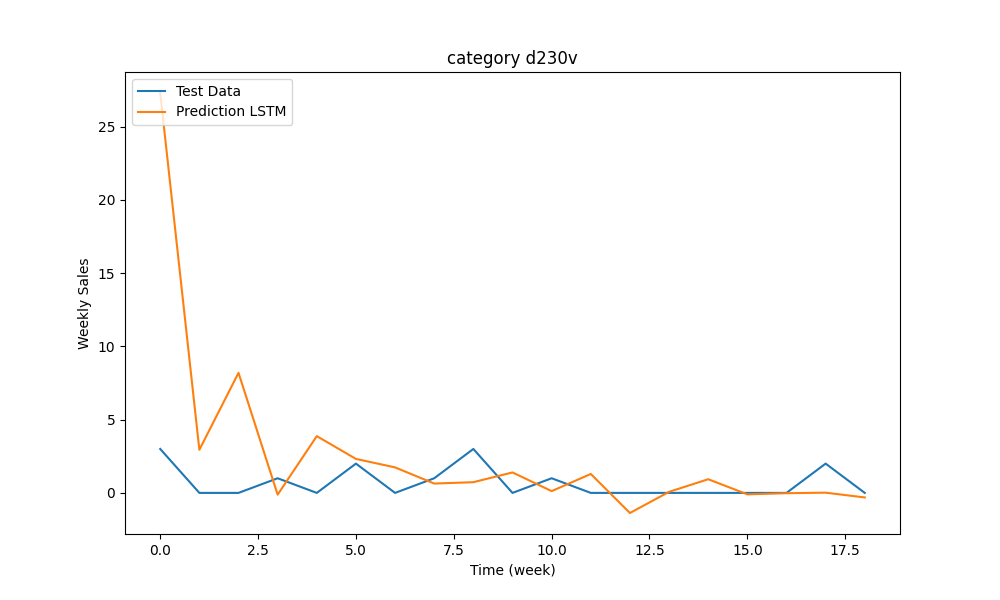 category d230v
Test Data
Prediction LSTM
Weekly Sales
25
20
15
10
5
0
0.0 2.5 5.0 7.5 10.0 12.5 15.0 17.5
Time (week)